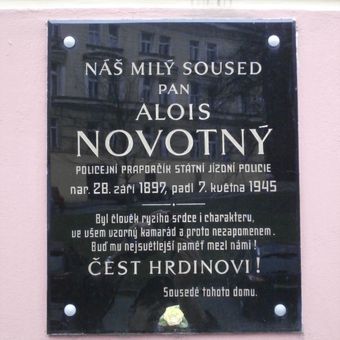 NÁŠ MILÝ SOUSED
PAN
ALOIS
NOVOTNÝ
POLICEJNÍ PRAPORČÍK STÁTNÍ JÍZDNÍ POLICIE
nar. 28. září 1897, padl 7. května 1945
Byl člověk ryzího srdce i charakteru,
ve všem vzorný kamarád a proto nezapomenem.
Buď mu nejsvětlejší paměť mezi námi!
ČEST HRDINOVI!
Sousedé tohoto domu.